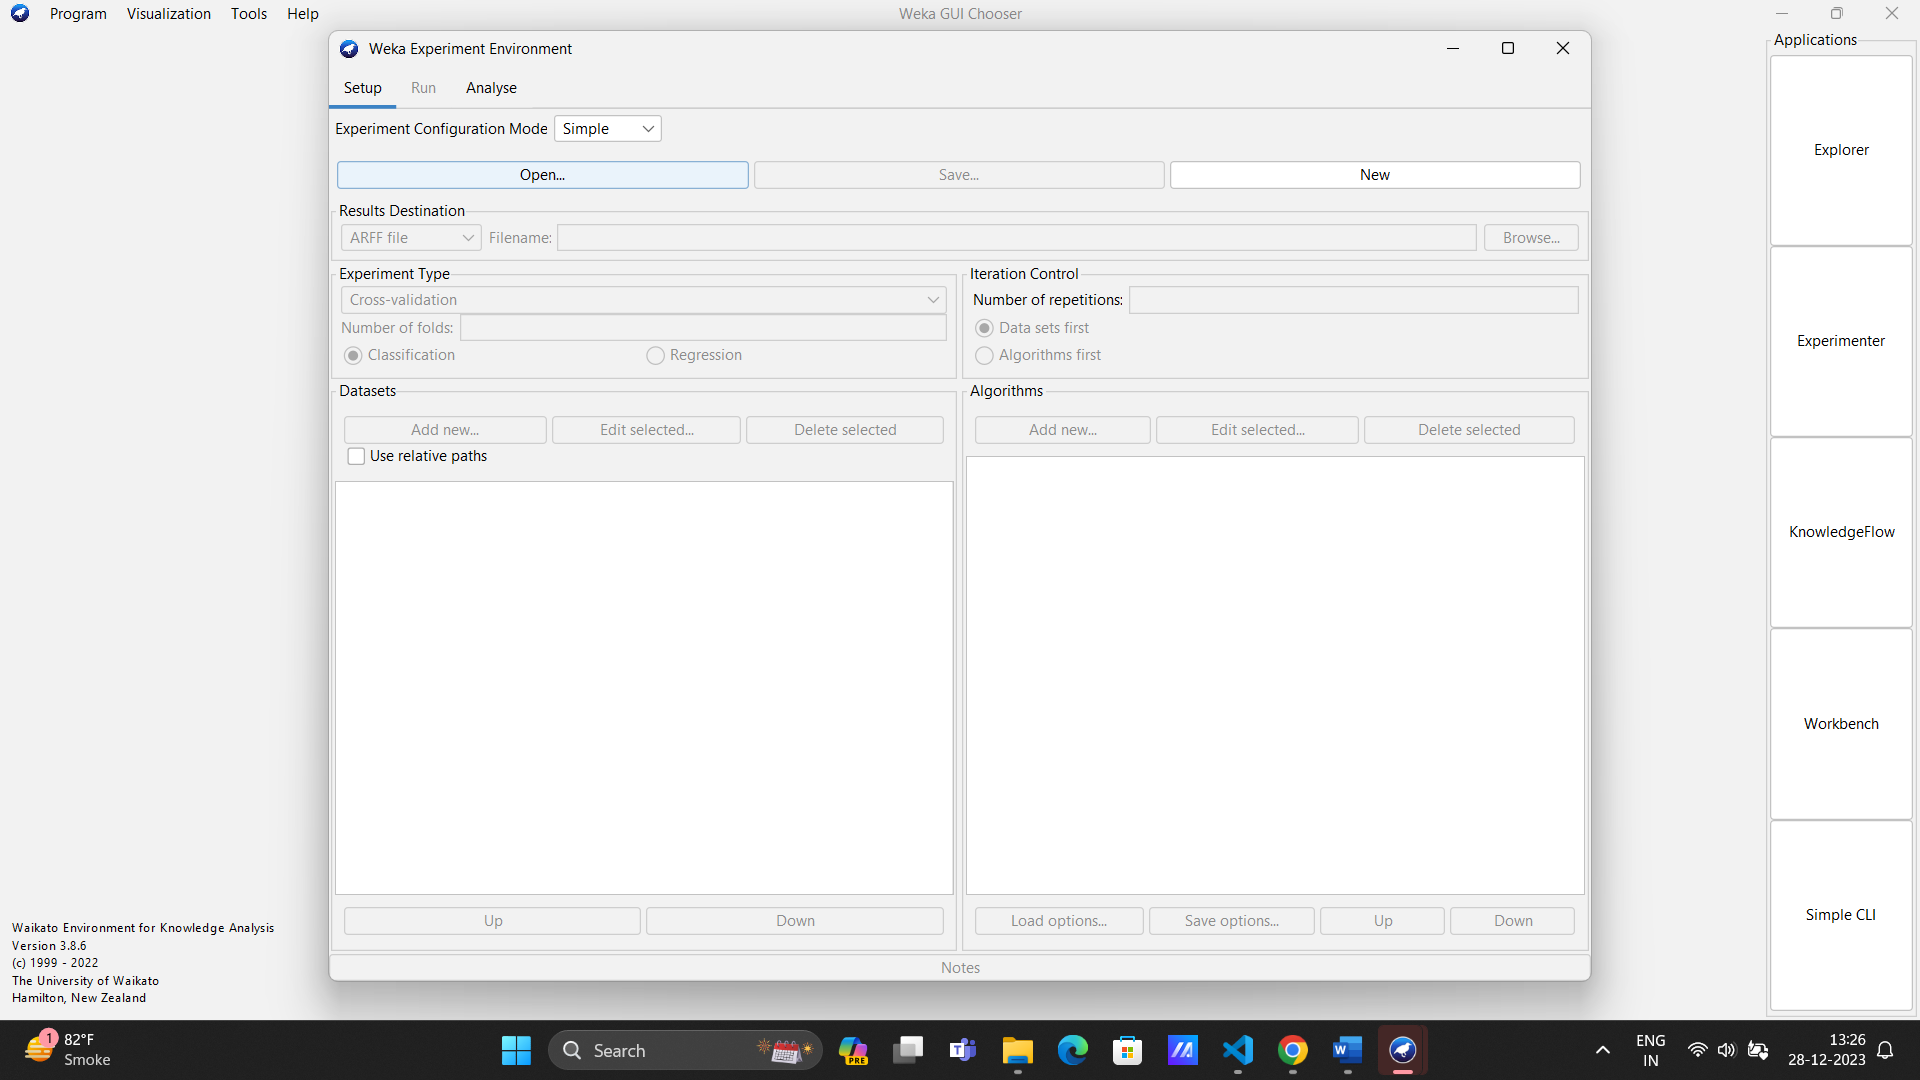 Program Visualization Tools Help Weka GUI Chooser
Weka Experiment Environment
Setup Run Analyse
Experiment Configuration Mode Simple
Open... Save... New
Results Destination
ARFF file Filename: Browse...
Experiment Type
Cross-validation
Number of folds:
Classification Regression
Iteration Control
Number of repetitions:
Data sets first
Algorithms first
Datasets
Add new... Edit selected... Delete selected
Use relative paths
Up Down
Algorithms
Add new... Edit selected... Delete selected
Load options... Save options... Up Down
Notes
Applications
Explorer
Experimenter
KnowledgeFlow
Workbench
Simple CLI
Waikato Environment for Knowledge Analysis
Version 3.8.6
(c) 1999 - 2022
The University of Waikato
Hamilton, New Zealand
1
82°F
Smoke
Search
PRE
ENG
IN
13:26
28-12-2023